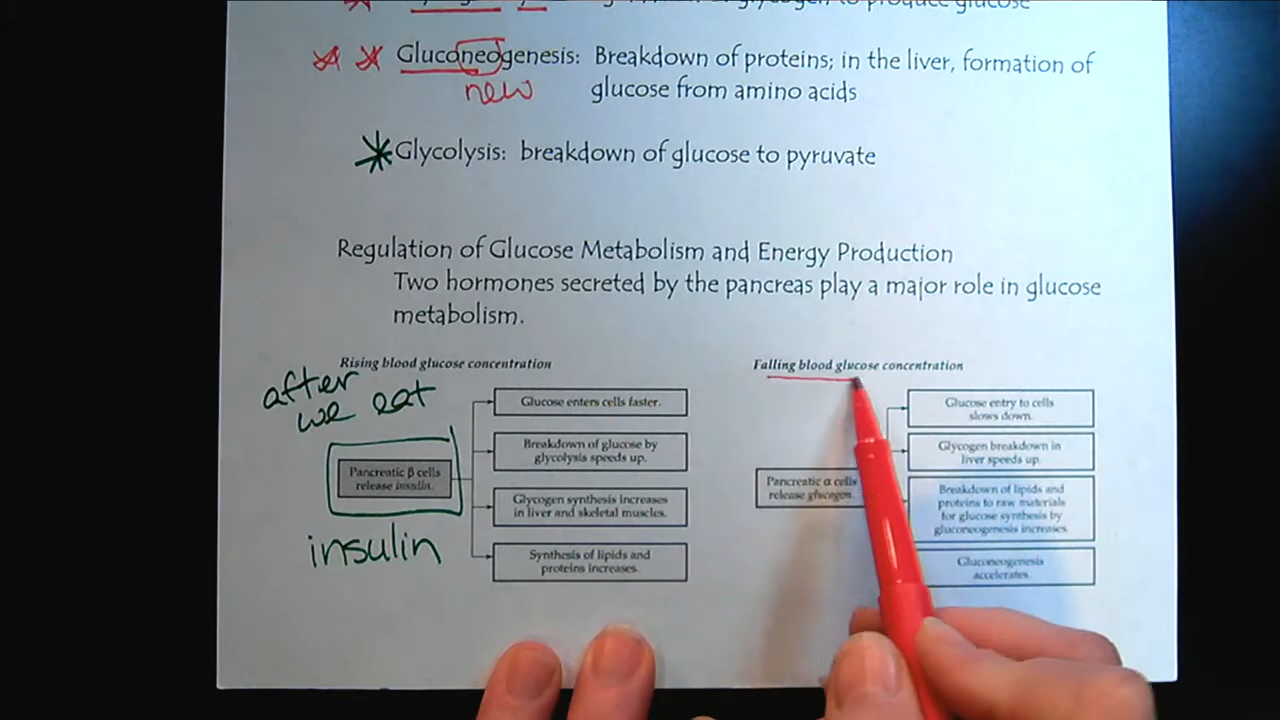 glycogen to produce glucose
Gluconeogenesis: Breakdown of proteins; in the liver, formation of
new
glucose from amino acids
Glycolysis: breakdown of glucose to pyruvate
Regulation of Glucose Metabolism and Energy Production
Two hormones secreted by the pancreas play a major role in glucose
metabolism.
Rising blood glucose concentration
after
we eat
Pancreatic β cells
release insulin.
insulin
Glucose enters cells faster.
Breakdown of glucose by
glycolysis speeds up.
Glycogen synthesis increases
in liver and skeletal muscles.
Synthesis of lipids and
proteins increases.
Falling blood glucose concentration
Pancreatic α cells
release glucagon.
Glucose entry to cells
slows down.
Glycogen breakdown in
liver speeds up.
Breakdown of lipids and
proteins to raw materials
for glucose synthesis by
gluconeogenesis increases.
Gluconeogenesis
accelerates.